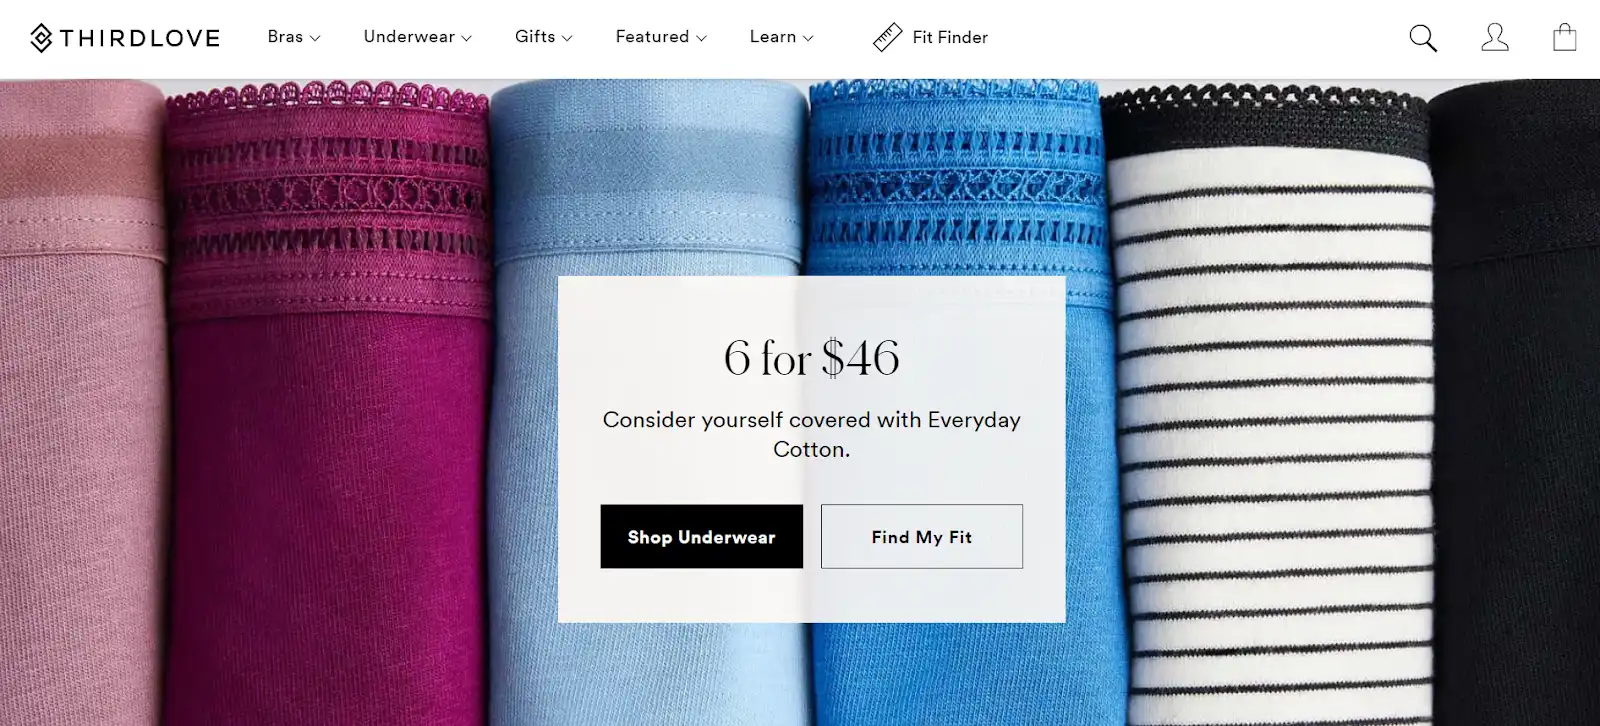 THIRDLOVE
Bras
Underwear
Gifts
Featured
Learn
Fit Finder
6 for $46
Consider yourself covered with Everyday
Cotton.
Shop Underwear
Find My Fit